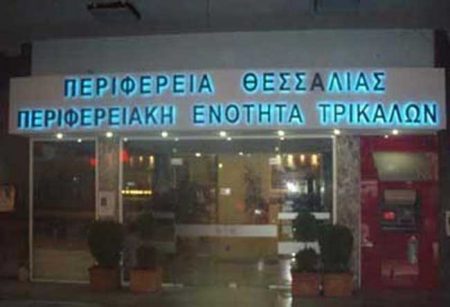 ΠΕΡΙΦΕΡΕΙΑ ΘΕΣΣΑΛΙΑΣ
ΠΕΡΙΦΕΡΕΙΑΚΗ ΕΝΟΤΗΤΑ ΤΡΙΚΑΛΩΝ